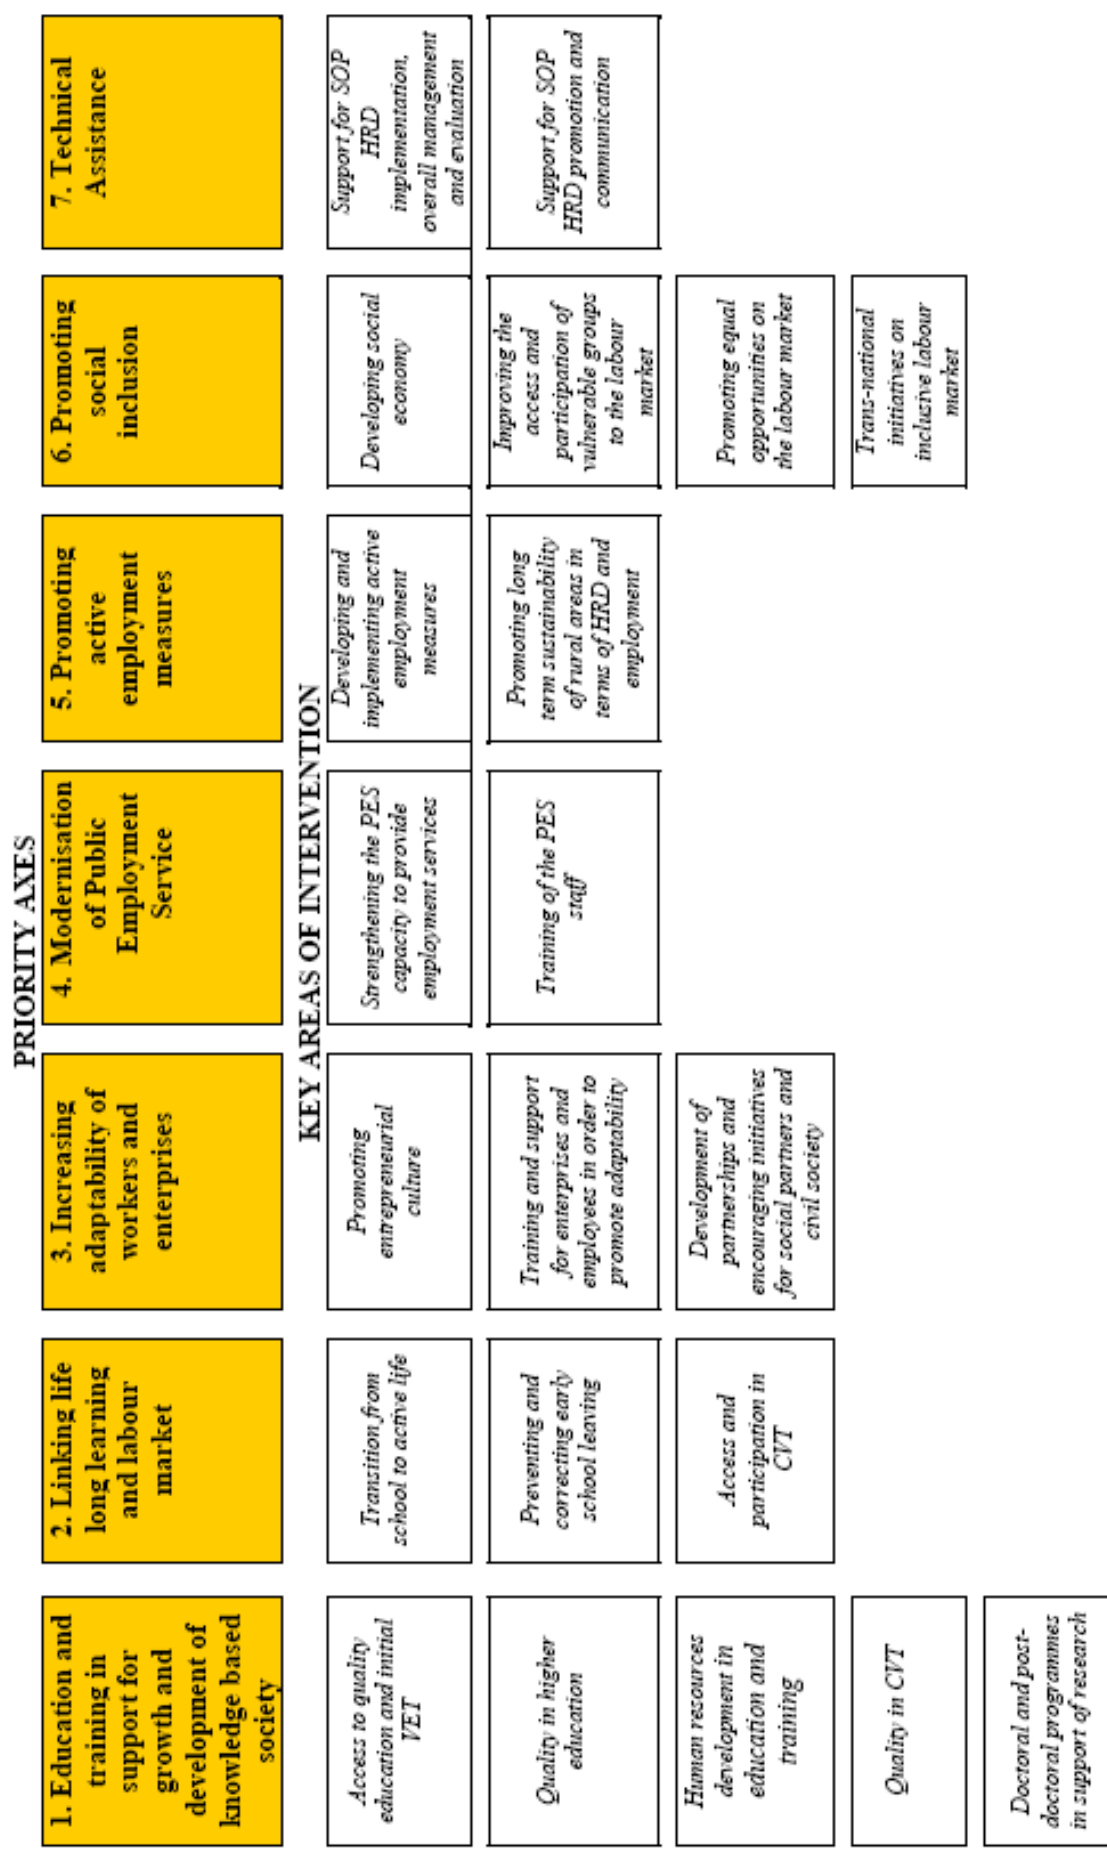 PRIORITY AXES
1. Education and
training in
support for
growth and
development of
knowledge based
society
2. Linking life
long learning
and labour
market
3. Increasing
adaptability of
workers and
enterprises
4. Modernisation
of Public
Employment
Service
5. Promoting
active
employment
measures
6. Promoting
social
inclusion
7. Technical
Assistance
KEY AREAS OF INTERVENTION
Access to quality
education and initial
VET
Transition from
school to active life
Promoting
entrepreneurial
culture
Strengthening the PES
capacity to provide
employment services
Developing and
implementing active
employment
measures
Developing social
economy
Support for SOP
HRD
implementation,
overall management
and evaluation
Quality in higher
education
Preventing and
correcting early
school leaving
Training and support
for enterprises and
employees in order to
promote adaptability
Training of the PES
staff
Promoting long
term sustainability
of rural areas in
terms of HRD and
employment
Improving the
access and
participation of
vulnerable groups
to the labour
market
Support for SOP
HRD promotion and
communication
Human resources
development in
education and
training
Access and
participation in
CVT
Development of
partnerships and
encouraging initiatives
for social partners and
civil society
Promoting equal
opportunities on
the labour market
Quality in CVT
Trans-national
initiatives on
inclusive labour
market
Doctoral and post-
doctoral programmes
in support of research